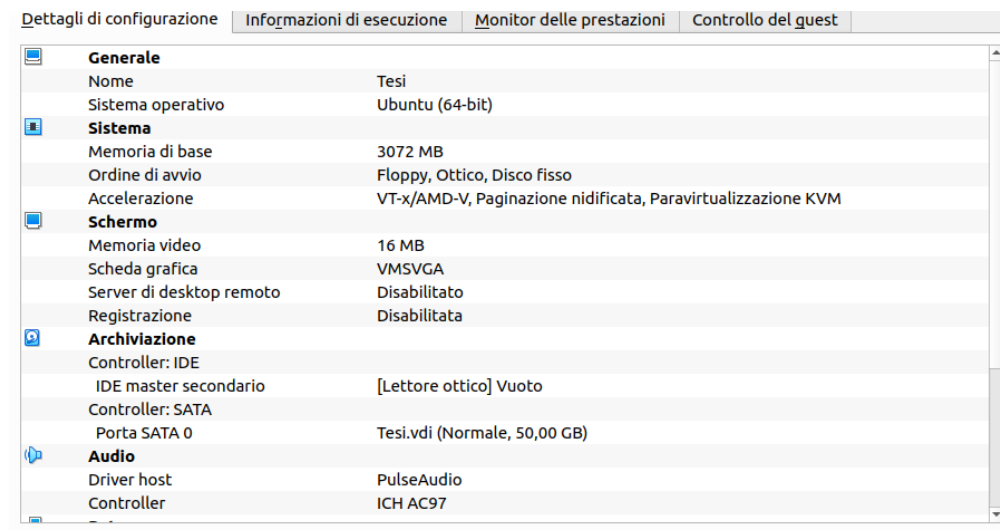 Dettagli di configurazione Informazioni di esecuzione Monitor delle prestazioni Controllo del guest
Generale
Nome Tesi
Sistema operativo Ubuntu (64-bit)
Sistema
Memoria di base 3072 MB
Ordine di avvio Floppy, Ottico, Disco fisso
Accelerazione VT-x/AMD-V, Paginazione nidificata, Paravirtualizzazione KVM
Schermo
Memoria video 16 MB
Scheda grafica VMSVGA
Server di desktop remoto Disabilitato
Registrazione Disabilitata
Archiviazione
Controller: IDE
IDE master secondario [Lettore ottico] Vuoto
Controller: SATA
Porta SATA 0 Tesi.vdi (Normale, 50,00 GB)
Audio
Driver host PulseAudio
Controller ICH AC97